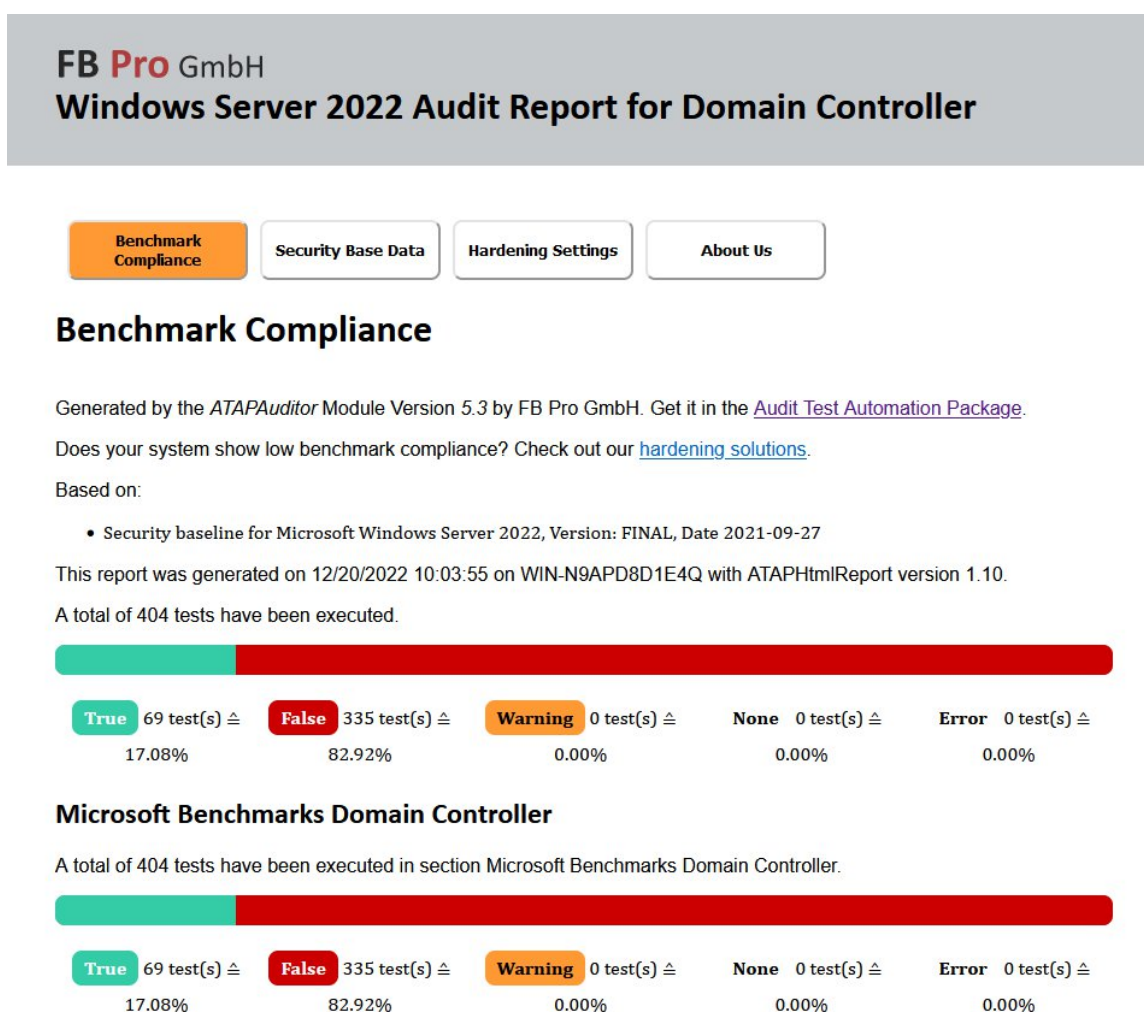 FB Pro GmbH
Windows Server 2022 Audit Report for Domain Controller
Benchmark
Compliance
Security Base Data
Hardening Settings
About Us
Benchmark Compliance
Generated by the ATAPAuditor Module Version 5.3 by FB Pro GmbH. Get it in the Audit Test Automation Package.
Does your system show low benchmark compliance? Check out our hardening solutions.
Based on:
• Security baseline for Microsoft Windows Server 2022, Version: FINAL, Date 2021-09-27
This report was generated on 12/20/2022 10:03:55 on WIN-N9APD8D1E4Q with ATAPHtmlReport version 1.10.
A total of 404 tests have been executed.
True 69 test(s) ≙ False 335 test(s) ≙ Warning 0 test(s) ≙ None 0 test(s) ≙ Error 0 test(s) ≙
17.08% 82.92% 0.00% 0.00% 0.00%
Microsoft Benchmarks Domain Controller
A total of 404 tests have been executed in section Microsoft Benchmarks Domain Controller.
True 69 test(s) ≙ False 335 test(s) ≙ Warning 0 test(s) ≙ None 0 test(s) ≙ Error 0 test(s) ≙
17.08% 82.92% 0.00% 0.00% 0.00%